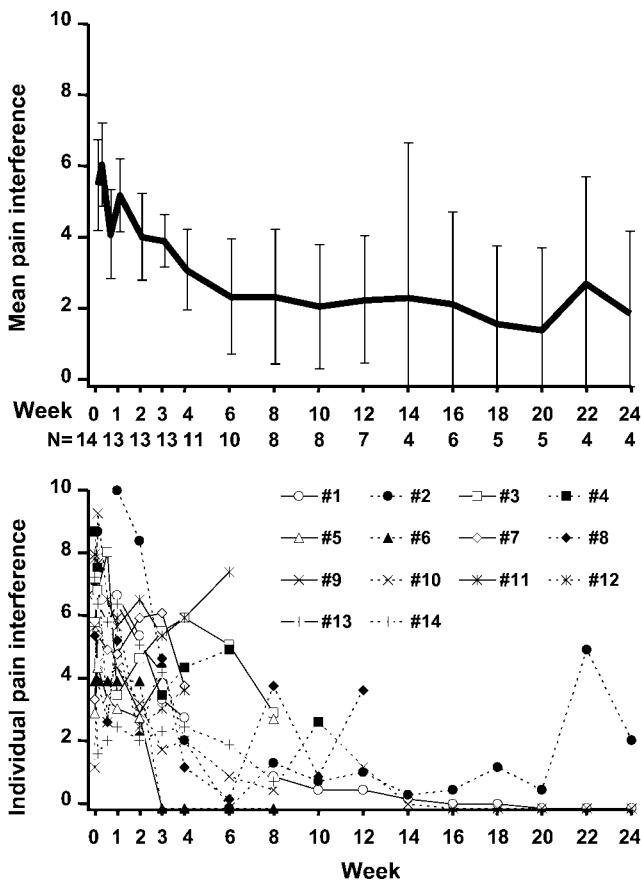 10
8
6
4
2
0
Mean pain interference
Week 0 1 2 3 4 6 8 10 12 14 16 18 20 22 24
N= 14 13 13 13 11 10 8 8 7 4 6 5 5 4 4
10
8
6
4
2
0
Individual pain interference
#1 #2 #3 #4
#5 #6 #7 #8
#9 #10 #11 #12
#13 #14
0 1 2 3 4 6 8 10 12 14 16 18 20 22 24
Week